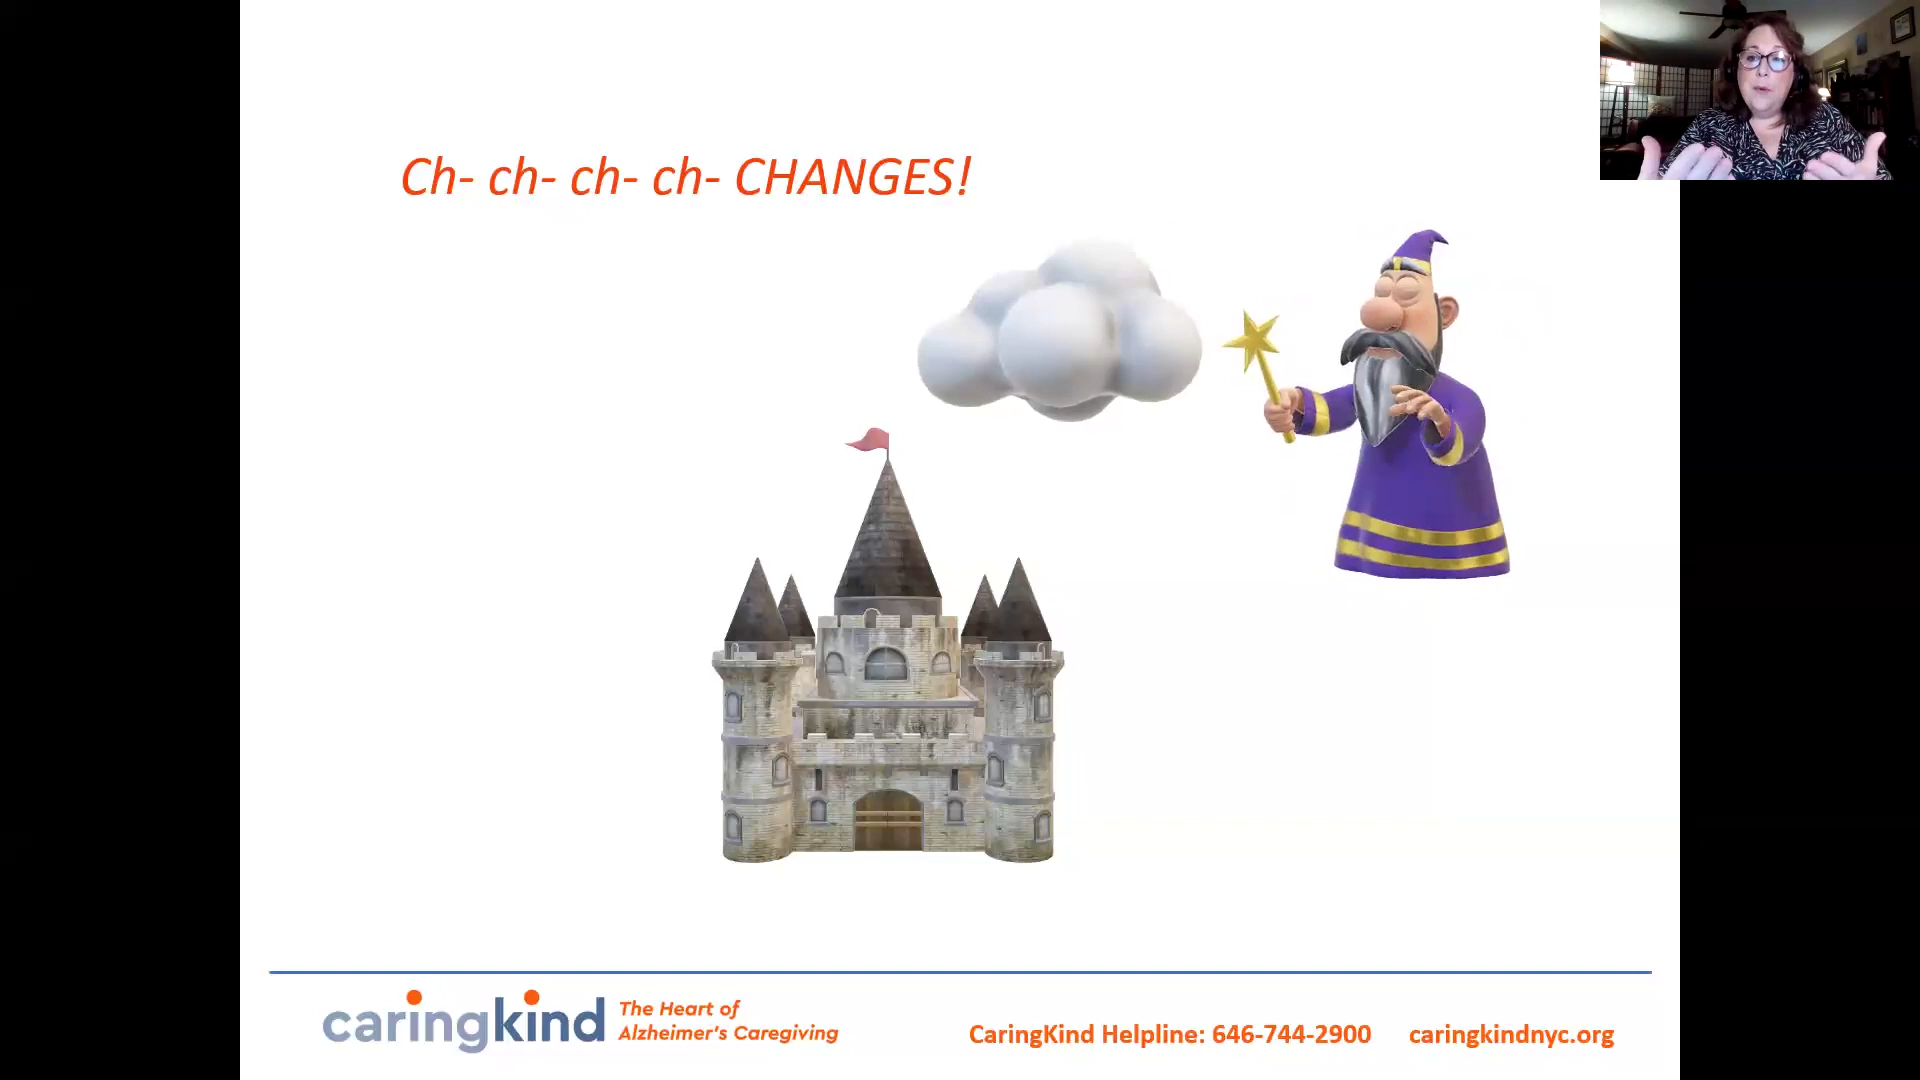 Ch- ch- ch- ch- CHANGES!
caringkind
The Heart of
Alzheimer's Caregiving
CaringKind Helpline: 646-744-2900
caringkindnyc.org